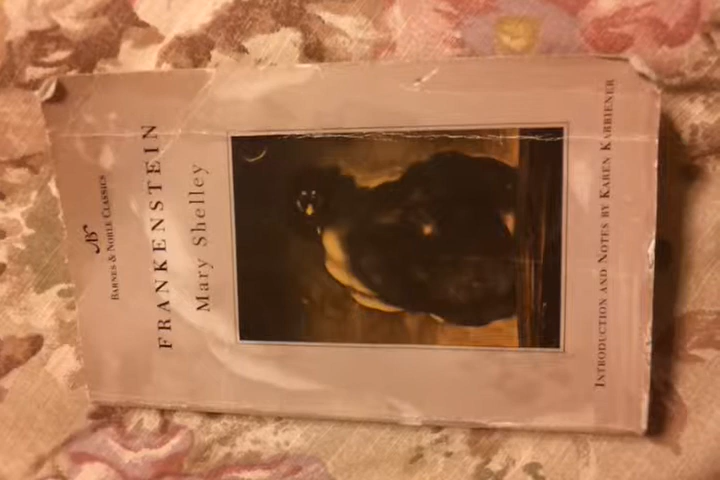 BARNES & NOBLE CLASSICS
FRANKENSTEIN
Mary Shelley
INTRODUCTION AND NOTES BY KAREN KARBIENER